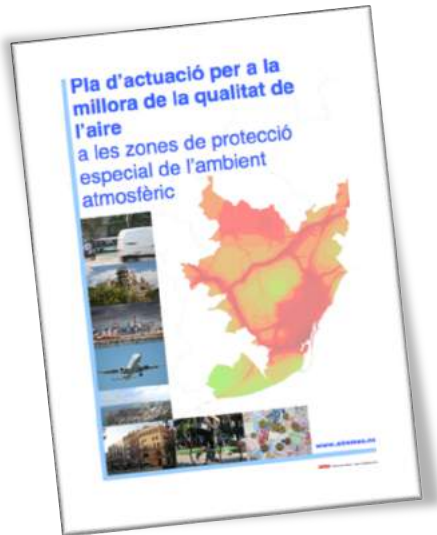 Pla d'actuació per a la
millora de la qualitat de
l'aire
a les zones de protecció
especial de l'ambient
atmosfèric